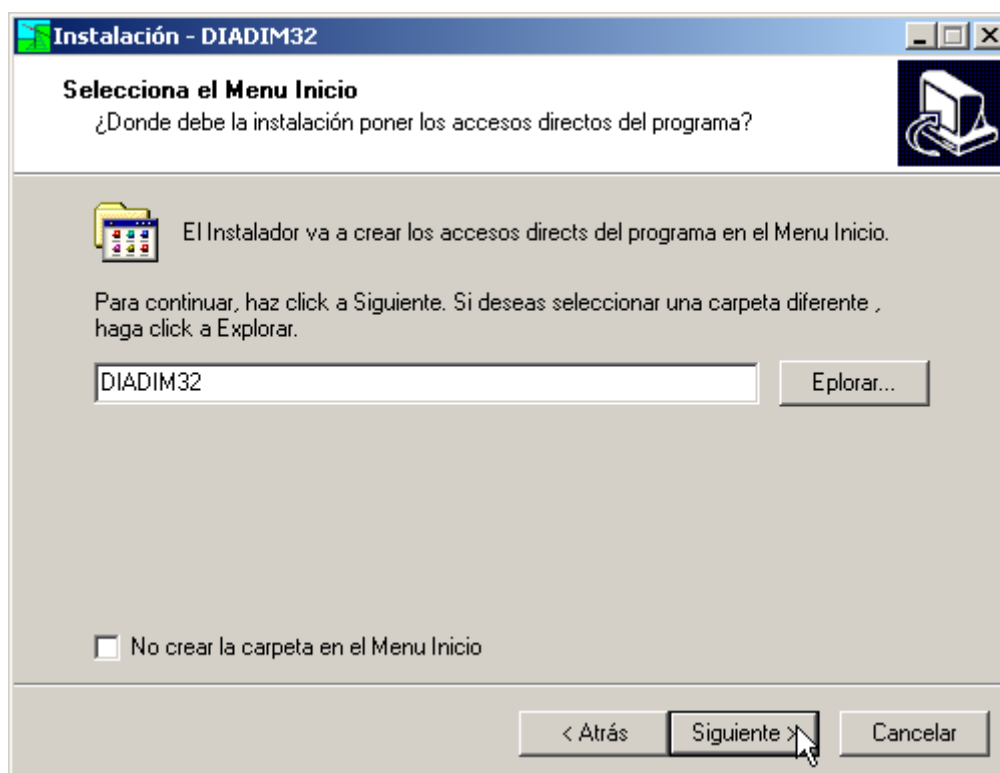 Instalación - DIADIM32
Selecciona el Menu Inicio
¿Donde debe la instalación poner los accesos directos del programa?
El Instalador va a crear los accesos directs del programa en el Menu Inicio.
Para continuar, haz click a Siguiente. Si deseas seleccionar una carpeta diferente ,
haga click a Explorar.
DIADIM32
Eplorar...
No crear la carpeta en el Menu Inicio
< Atrás
Siguiente >
Cancelar